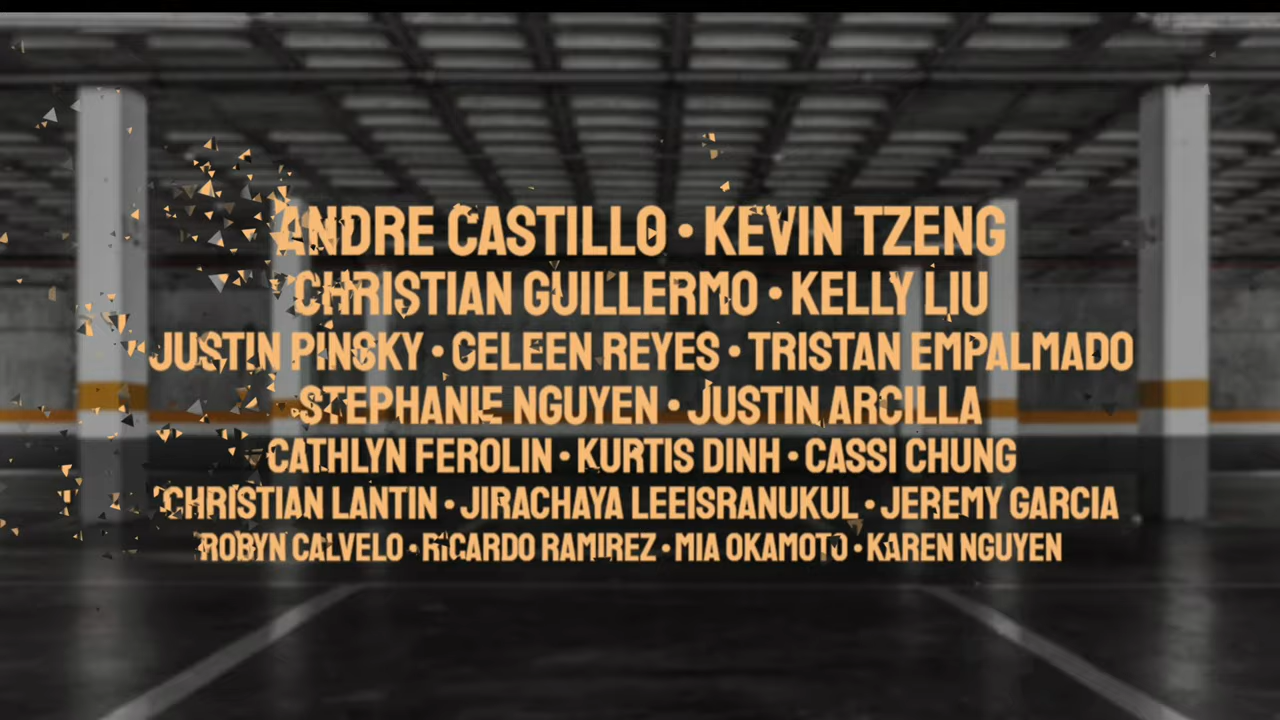 ANDRE CASTILLO • KEVIN TZENG
CHRISTIAN GUILLERMO • KELLY LIU
JUSTIN PINSKY • CELEEN REYES • TRISTAN EMPALMADO
STEPHANIE NGUYEN • JUSTIN ARCILLA
CATHLYN FEROLIN • KURTIS DINH • CASSI CHUNG
CHRISTIAN LANTIN • JIRACHAYA LEEISRANUKUL • JEREMY GARCIA
ROBYN CALVELO • RICARDO RAMIREZ • MIA OKAMOTO • KAREN NGUYEN